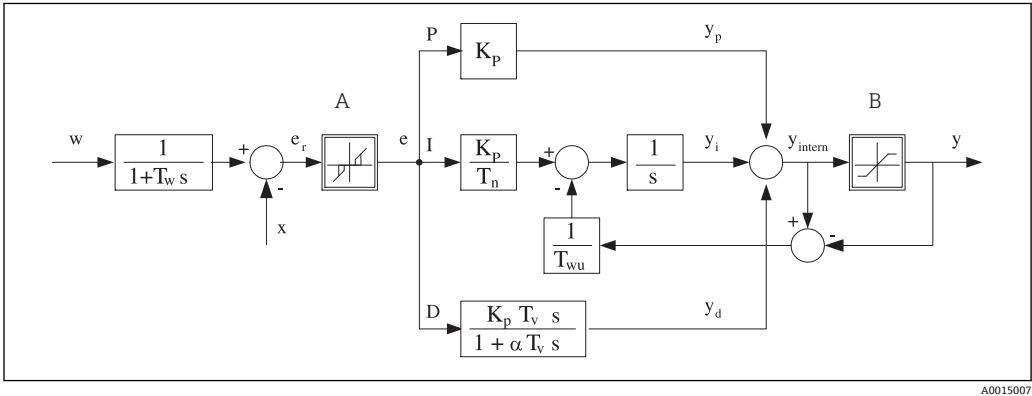 P
K_P
y_p
A
B
w
1
1+T_w s
+
-
e_r
e
I
K_P
T_n
+
-
1
s
y_i
y_intern
y
x
1
T_wu
+
-
D
K_p T_v s
1 + α T_v s
y_d
A0015007